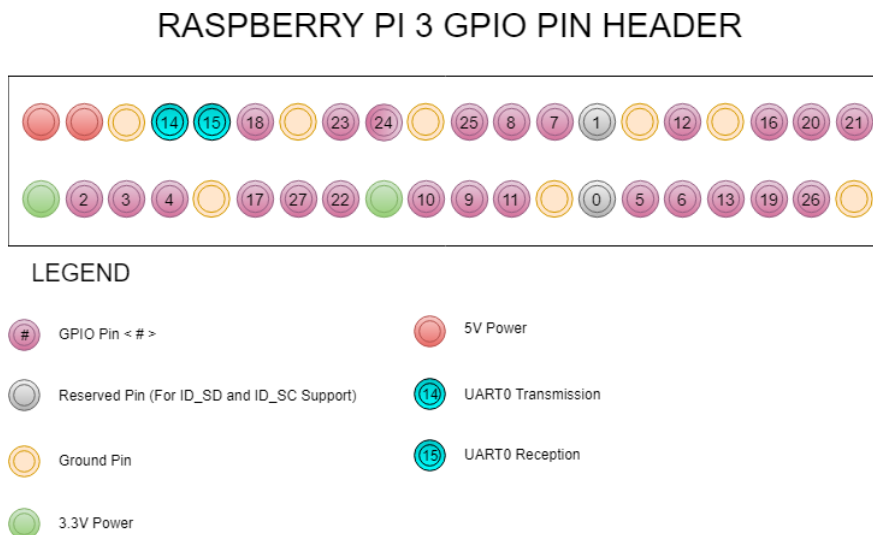 RASPBERRY PI 3 GPIO PIN HEADER
14 15 18 23 24 25 8 7 1 12 16 20 21
2 3 4 17 27 22 10 9 11 0 5 6 13 19 26
LEGEND
# GPIO Pin < # >
5V Power
Reserved Pin (For ID_SD and ID_SC Support)
14 UART0 Transmission
Ground Pin
15 UART0 Reception
3.3V Power